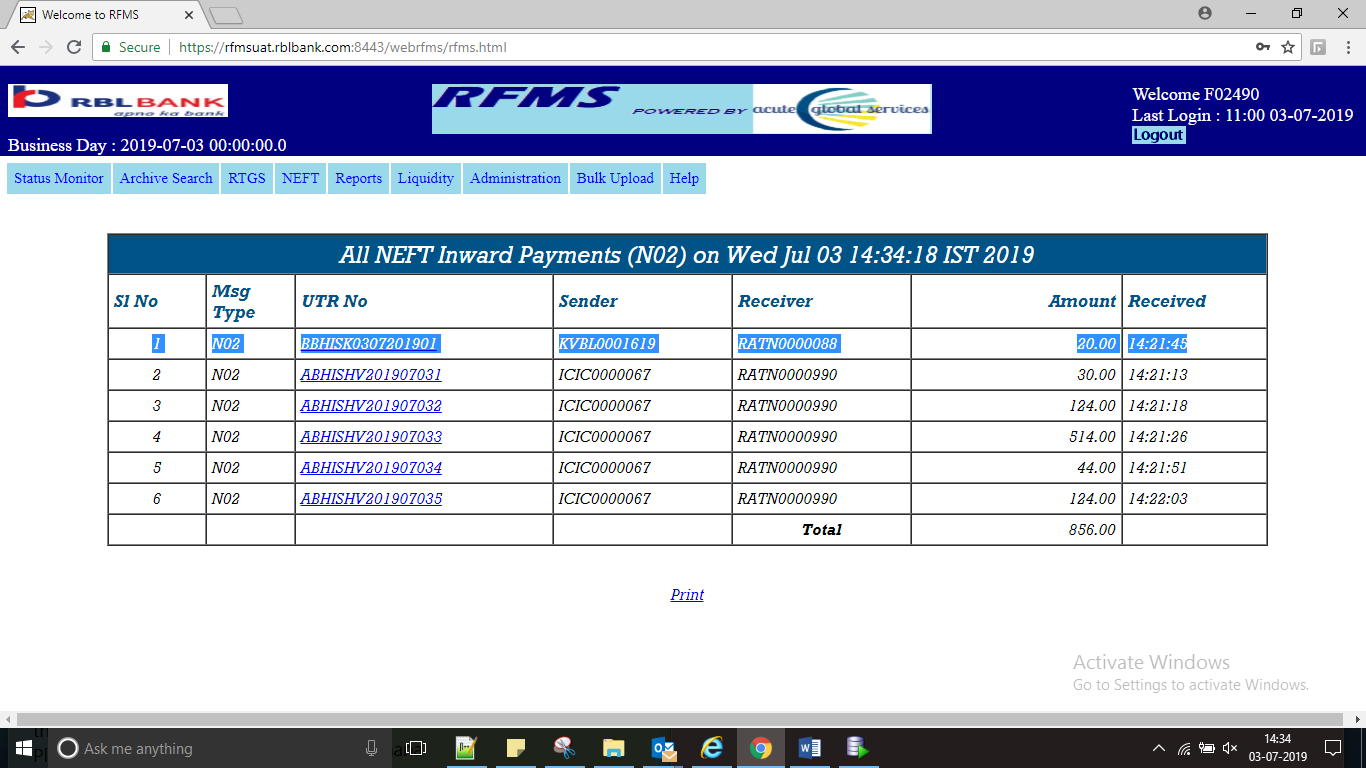 Welcome to RFMS
Secure https://rfmsuat.rblbank.com:8443/webrfms/rfms.html
RBL BANK
apno ka bank
RFMS POWERED BY acute global services
Welcome F02490
Last Login : 11:00 03-07-2019
Logout
Business Day : 2019-07-03 00:00:00.0
Status Monitor Archive Search RTGS NEFT Reports Liquidity Administration Bulk Upload Help
All NEFT Inward Payments (N02) on Wed Jul 03 14:34:18 IST 2019
Sl No Msg Type UTR No Sender Receiver Amount Received
1 N02 BBHISK0307201901 KVBL0001619 RATN0000088 20.00 14:21:45
2 N02 ABHISHV201907031 ICIC0000067 RATN0000990 30.00 14:21:13
3 N02 ABHISHV201907032 ICIC0000067 RATN0000990 124.00 14:21:18
4 N02 ABHISHV201907033 ICIC0000067 RATN0000990 514.00 14:21:26
5 N02 ABHISHV201907034 ICIC0000067 RATN0000990 44.00 14:21:51
6 N02 ABHISHV201907035 ICIC0000067 RATN0000990 124.00 14:22:03
Total 856.00
Print
Activate Windows
Go to Settings to activate Windows.
Ask me anything
14:34
03-07-2019